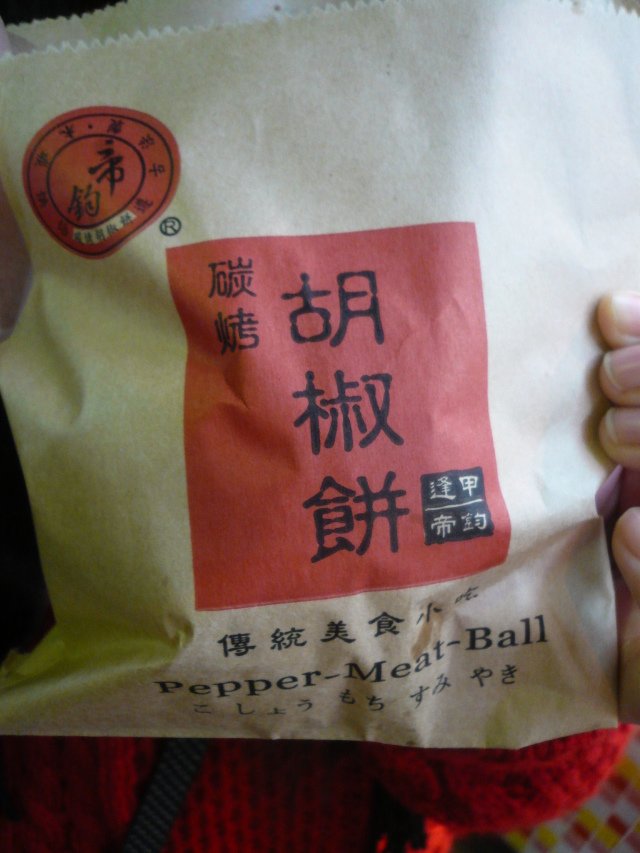 帝鈞
®
碳烤
胡椒餅
逢甲
帝鈞
傳統美食小吃
Pepper-Meat-Ball
こしょう もち すみ やき